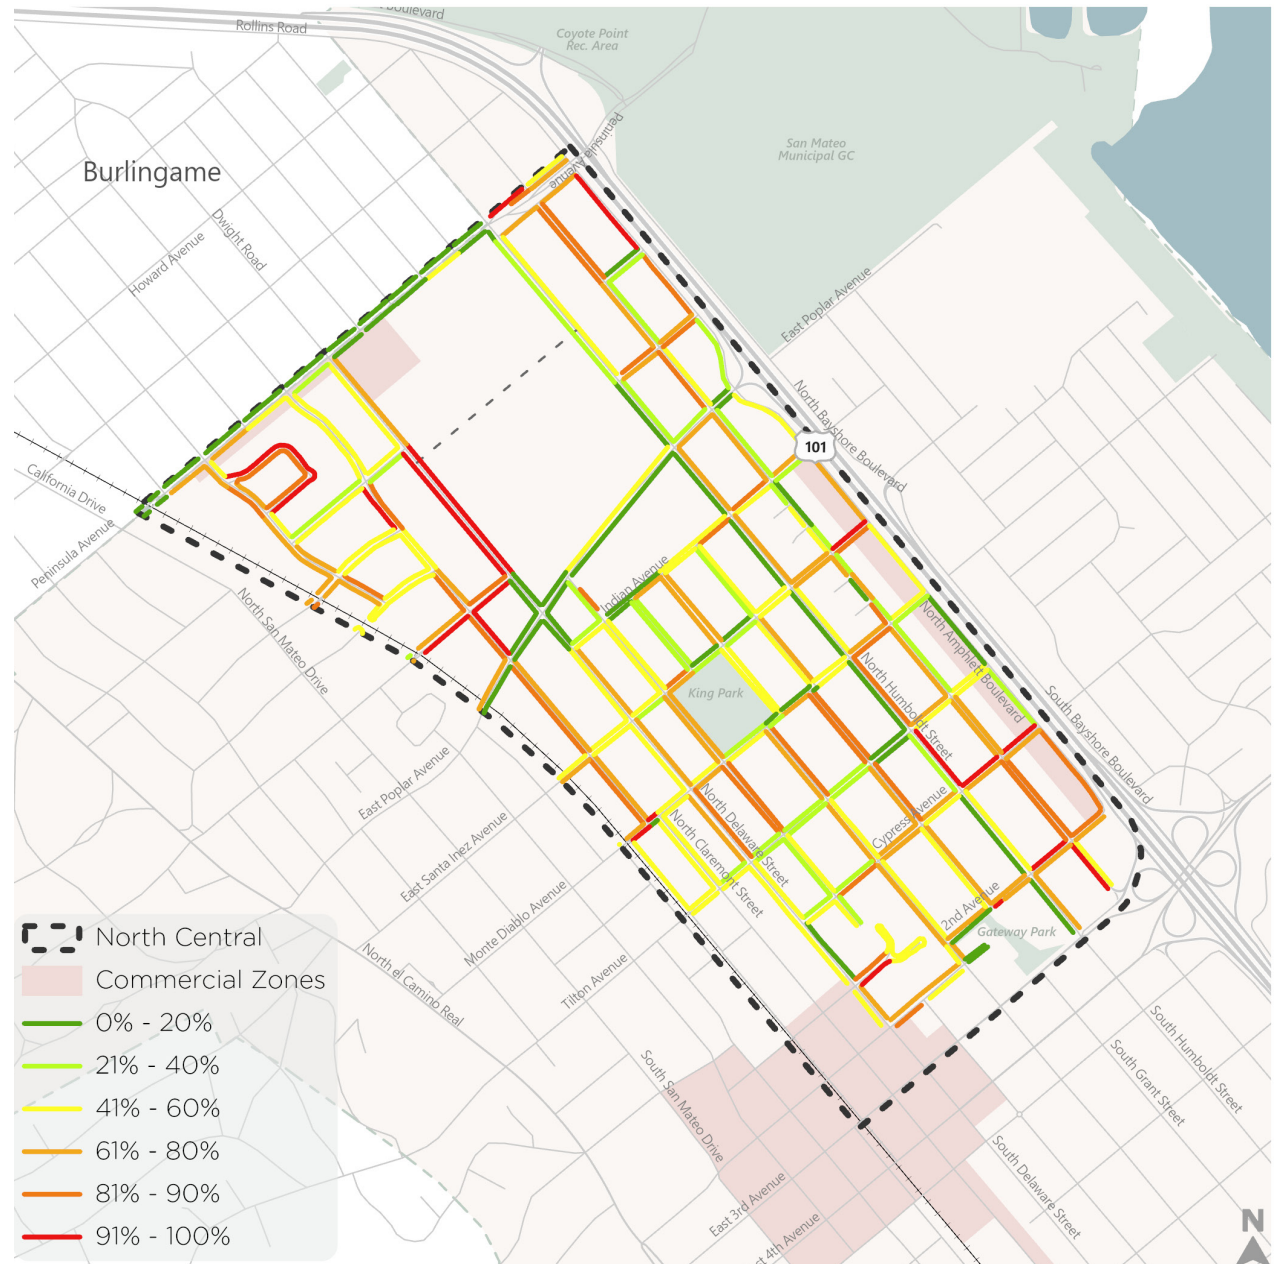 Boulevard
Rollins Road
Coyote Point
Rec. Area
Peninsula Avenue
San Mateo
Municipal GC
Burlingame
Dwight Road
Howard Avenue
East Poplar Avenue
North Bayshore Boulevard
101
California Drive
Peninsula Avenue
Indian Avenue
North San Mateo Drive
North Amphlett Boulevard
King Park
North Humboldt Street
South Bayshore Boulevard
East Poplar Avenue
North Delaware Street
Cypress Avenue
East Santa Inez Avenue
North Claremont Street
2nd Avenue
Gateway Park
Monte Diablo Avenue
North el Camino Real
Tilton Avenue
South Humboldt Street
South Grant Street
South San Mateo Drive
South Delaware Street
East 3rd Avenue
ct 4th Avenue
North Central
Commercial Zones
0% - 20%
21% - 40%
41% - 60%
61% - 80%
81% - 90%
91% - 100%
N